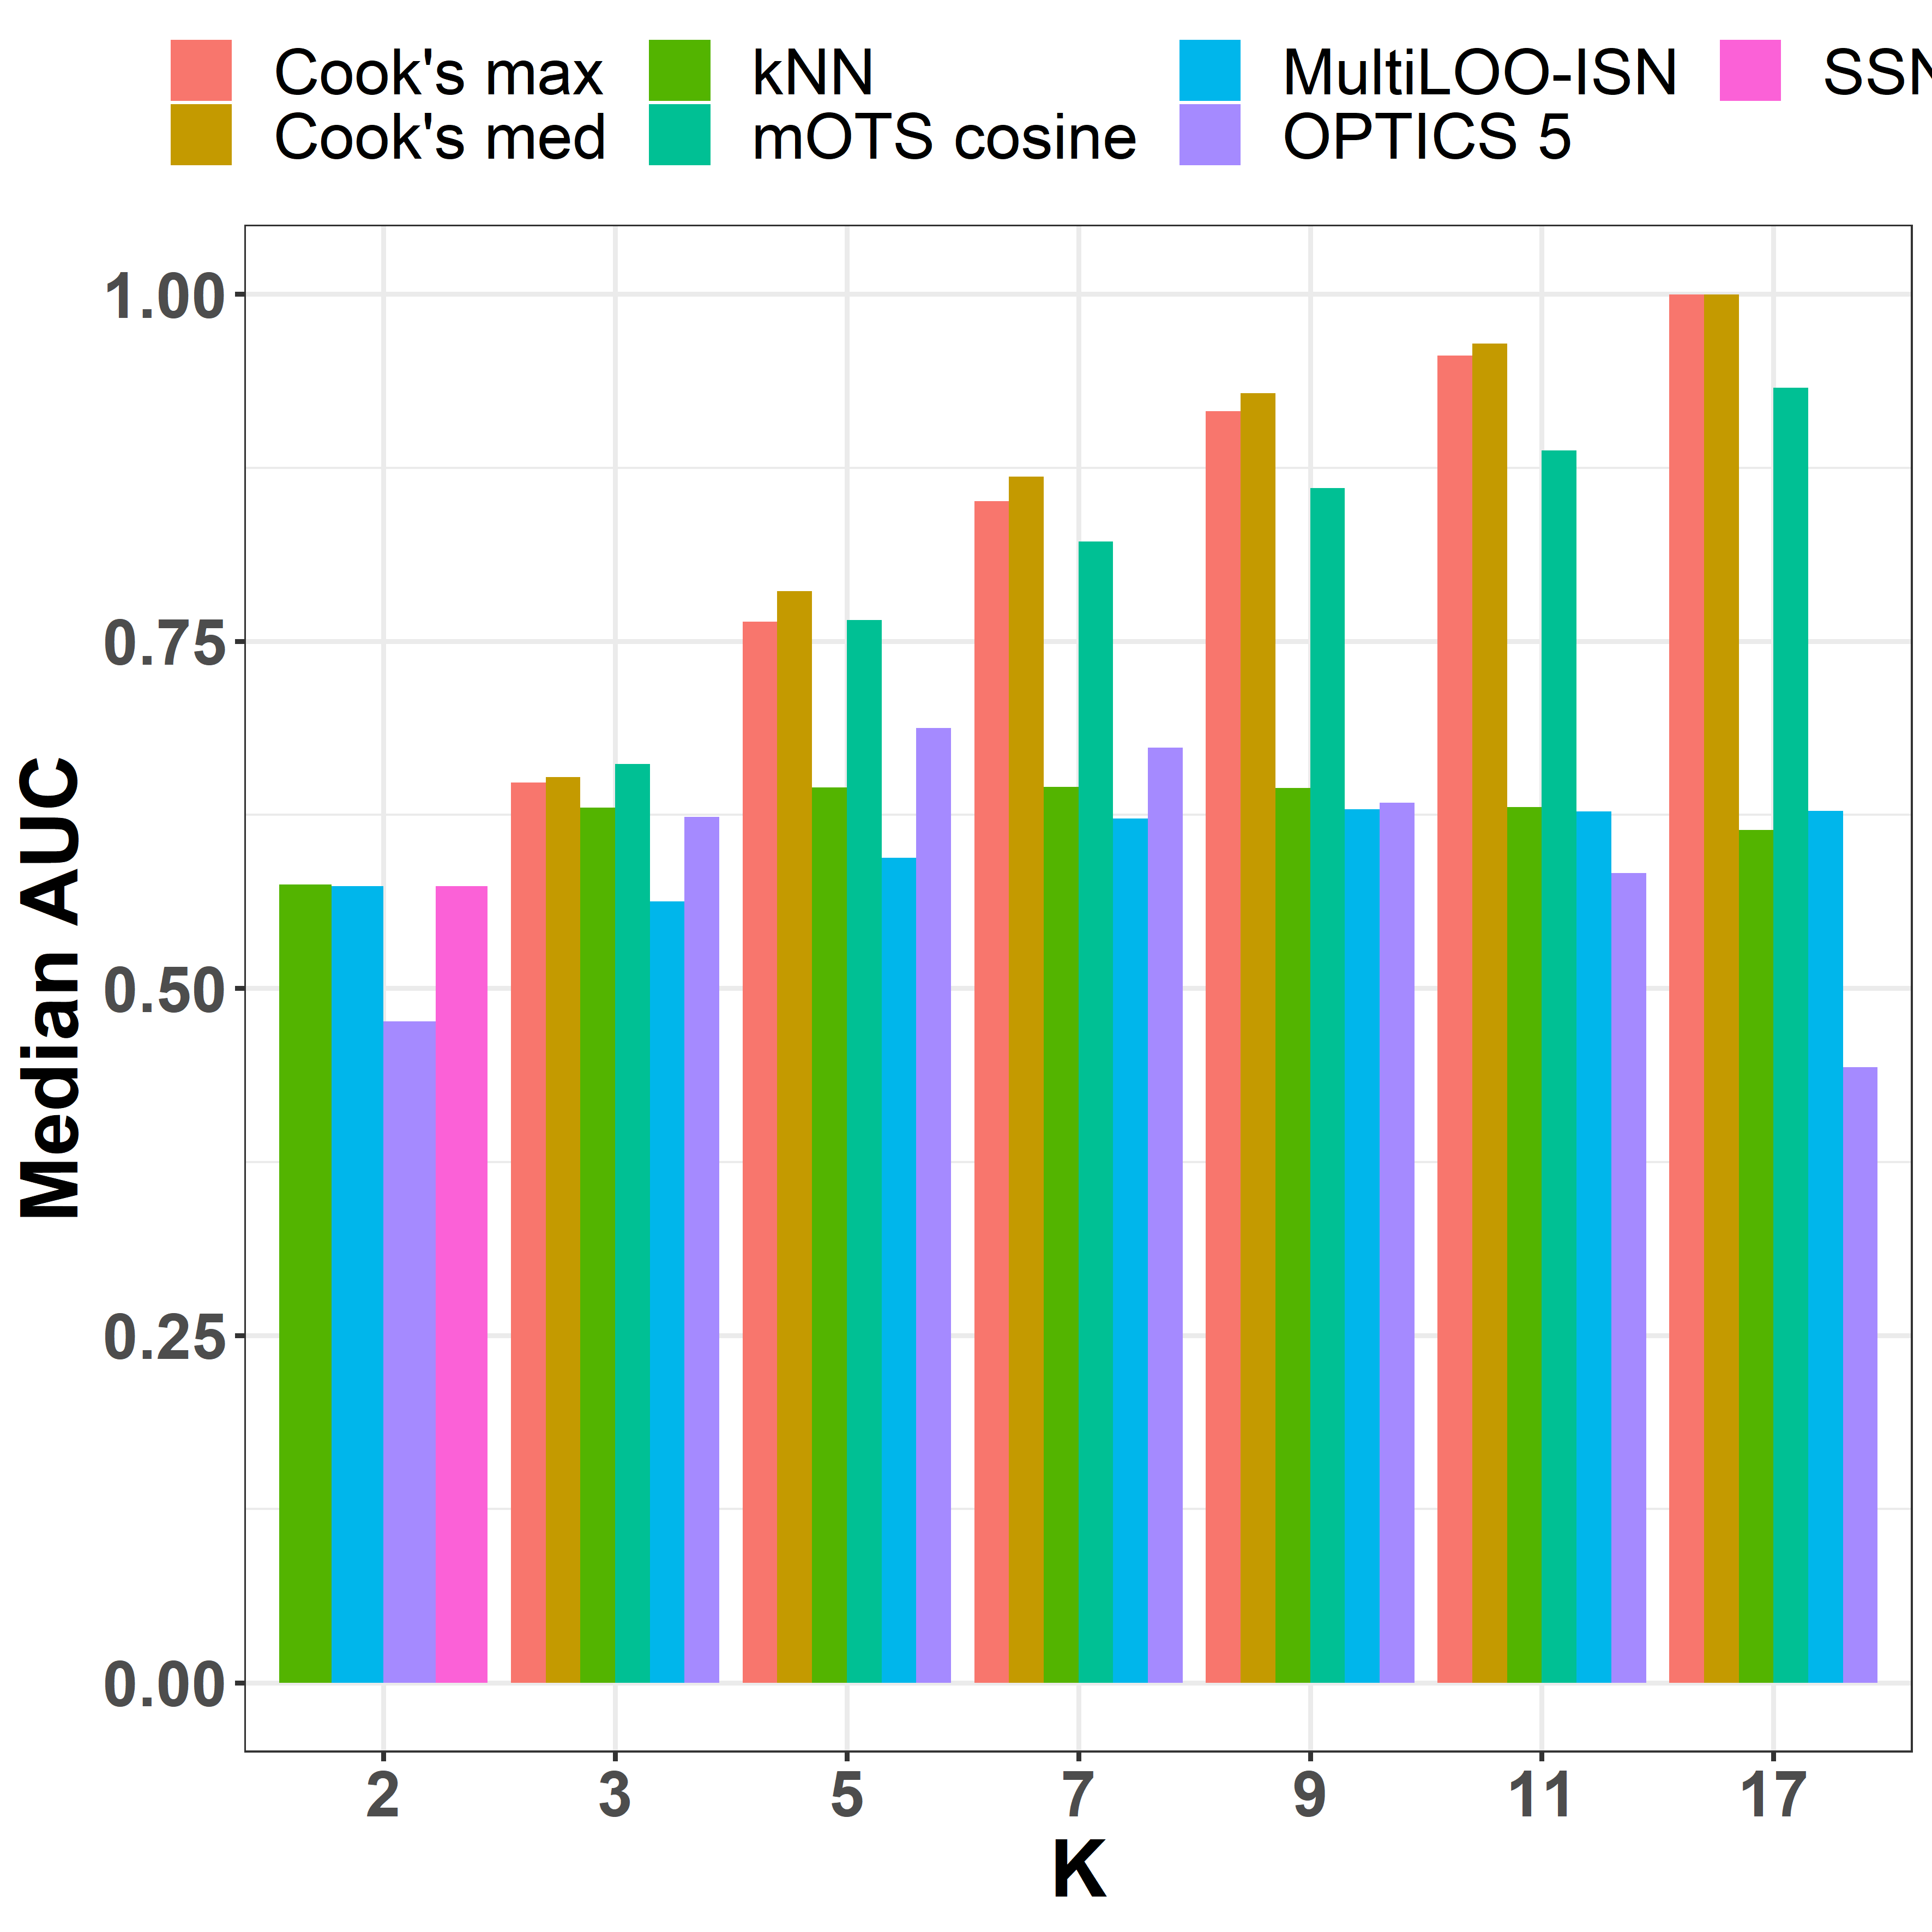 Cook's max kNN MultiLOO-ISN SSN
Cook's med mOTS cosine OPTICS 5
1.00
0.75
0.50
0.25
0.00
Median AUC
2 3 5 7 9 11 17
K